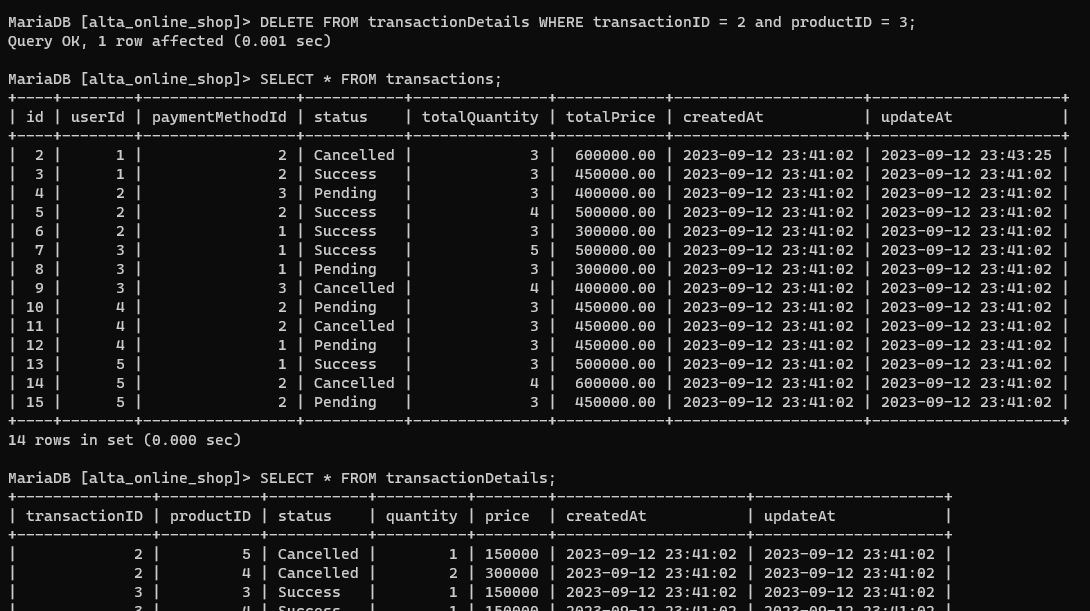 MariaDB [alta_online_shop]> DELETE FROM transactionDetails WHERE transactionID = 2 and productID = 3;
Query OK, 1 row affected (0.001 sec)
MariaDB [alta_online_shop]> SELECT * FROM transactions;
+----+--------+-----------------+-----------+---------------+------------+---------------------+---------------------+
| id | userId | paymentMethodId | status    | totalQuantity | totalPrice | createdAt           | updateAt            |
+----+--------+-----------------+-----------+---------------+------------+---------------------+---------------------+
|  2 |      1 |               2 | Cancelled |             3 |  600000.00 | 2023-09-12 23:41:02 | 2023-09-12 23:43:25 |
|  3 |      1 |               2 | Success   |             3 |  450000.00 | 2023-09-12 23:41:02 | 2023-09-12 23:41:02 |
|  4 |      2 |               3 | Pending   |             3 |  400000.00 | 2023-09-12 23:41:02 | 2023-09-12 23:41:02 |
|  5 |      2 |               2 | Success   |             4 |  500000.00 | 2023-09-12 23:41:02 | 2023-09-12 23:41:02 |
|  6 |      2 |               1 | Success   |             3 |  300000.00 | 2023-09-12 23:41:02 | 2023-09-12 23:41:02 |
|  7 |      3 |               1 | Success   |             5 |  500000.00 | 2023-09-12 23:41:02 | 2023-09-12 23:41:02 |
|  8 |      3 |               1 | Pending   |             3 |  300000.00 | 2023-09-12 23:41:02 | 2023-09-12 23:41:02 |
|  9 |      3 |               3 | Cancelled |             4 |  400000.00 | 2023-09-12 23:41:02 | 2023-09-12 23:41:02 |
| 10 |      4 |               2 | Pending   |             3 |  450000.00 | 2023-09-12 23:41:02 | 2023-09-12 23:41:02 |
| 11 |      4 |               2 | Cancelled |             3 |  450000.00 | 2023-09-12 23:41:02 | 2023-09-12 23:41:02 |
| 12 |      4 |               1 | Pending   |             3 |  450000.00 | 2023-09-12 23:41:02 | 2023-09-12 23:41:02 |
| 13 |      5 |               1 | Success   |             3 |  500000.00 | 2023-09-12 23:41:02 | 2023-09-12 23:41:02 |
| 14 |      5 |               2 | Cancelled |             4 |  600000.00 | 2023-09-12 23:41:02 | 2023-09-12 23:41:02 |
| 15 |      5 |               2 | Pending   |             3 |  450000.00 | 2023-09-12 23:41:02 | 2023-09-12 23:41:02 |
+----+--------+-----------------+-----------+---------------+------------+---------------------+---------------------+
14 rows in set (0.000 sec)
MariaDB [alta_online_shop]> SELECT * FROM transactionDetails;
+---------------+-----------+-----------+----------+--------+---------------------+---------------------+
| transactionID | productID | status    | quantity | price  | createdAt           | updateAt            |
+---------------+-----------+-----------+----------+--------+---------------------+---------------------+
|             2 |         5 | Cancelled |        1 | 150000 | 2023-09-12 23:41:02 | 2023-09-12 23:41:02 |
|             2 |         4 | Cancelled |        2 | 300000 | 2023-09-12 23:41:02 | 2023-09-12 23:41:02 |
|             3 |         3 | Success   |        1 | 150000 | 2023-09-12 23:41:02 | 2023-09-12 23:41:02 |
|             3 |         4 | Success   |        1 | 150000 | 2023-09-12 23:41:02 | 2023-09-12 23:41:02 |